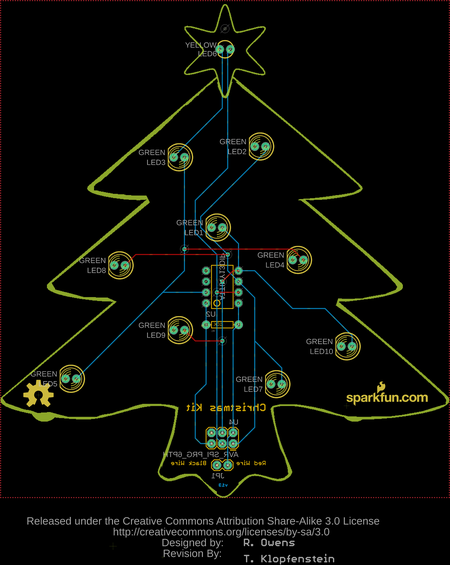 YELLOW
LED6
GREEN
LED2
GREEN
LED3
GREEN
LED1
GREEN
LED4
GREEN
LED8
U2
GREEN
LED9
GREEN
LED10
GREEN
LED5
GREEN
LED7
sparkfun.com
Christmas Kit
U4
AVR_SPI_PRG_6PTH
Red Wire
Black Wire
JP1
Released under the Creative Commons Attribution Share-Alike 3.0 License
http://creativecommons.org/licenses/by-sa/3.0
Designed by: R. Owens
Revision By:
T. Klopfenstein